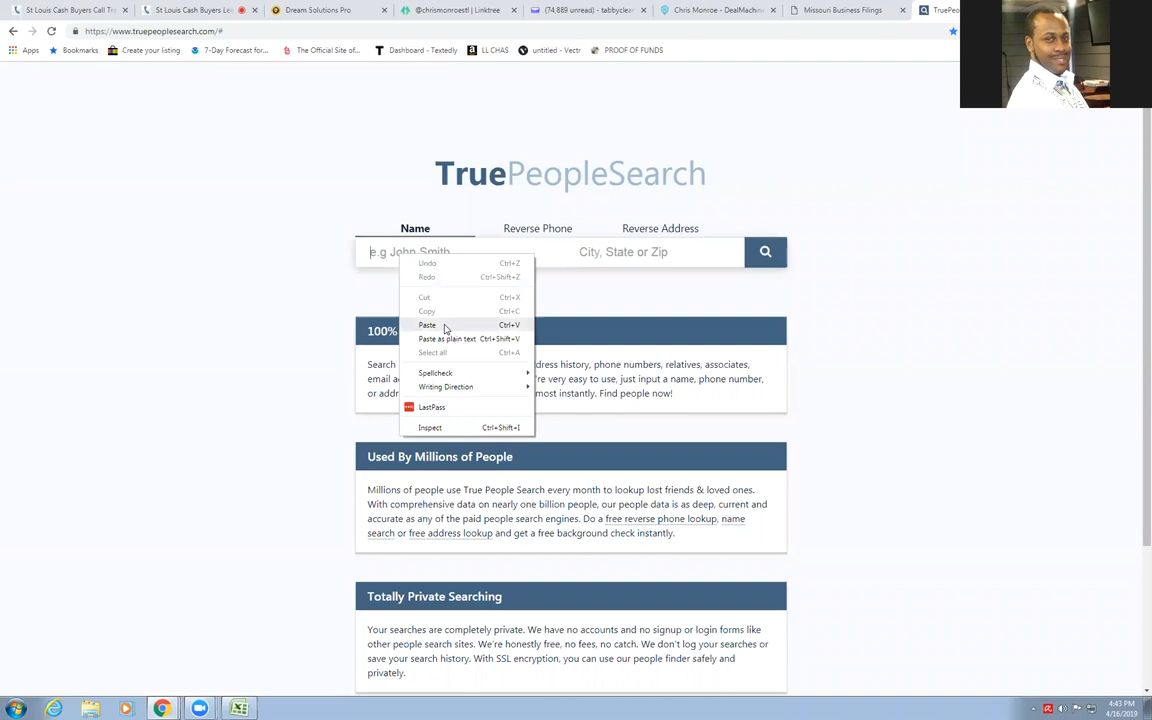 St Louis Cash Buyers Call Tr
St Louis Cash Buyers Le
Dream Solutions Pro
@chrismonroestl | Linktree
(74,889 unread) - tabbyclear
Chris Monroe - DealMachin
Missouri Business Filings
TruePeo
https://www.truepeoplesearch.com/#
Apps
Bookmarks
Create your listing
7-Day Forecast for...
The Official Site of...
Dashboard - Textedly
LL CHAS
untitled - Vectr
PROOF OF FUNDS
TruePeopleSearch
Name
Reverse Phone
Reverse Address
e.g John Smith
City, State or Zip
Undo Ctrl+Z
Redo Ctrl+Shift+Z
Cut Ctrl+X
Copy Ctrl+C
Paste Ctrl+V
Paste as plain text Ctrl+Shift+V
Select all Ctrl+A
Spellcheck
Writing Direction
LastPass
Inspect Ctrl+Shift+I
100%
Search dress history, phone numbers, relatives, associates,
email a 're very easy to use, just input a name, phone number,
or addr most instantly. Find people now!
Used By Millions of People
Millions of people use True People Search every month to lookup lost friends & loved ones.
With comprehensive data on nearly one billion people, our people data is as deep, current and
accurate as any of the paid people search engines. Do a free reverse phone lookup, name
search or free address lookup and get a free background check instantly.
Totally Private Searching
Your searches are completely private. We have no accounts and no signup or login forms like
other people search sites. We're honestly free, no fees, no catch. We don't log your searches or
save your search history. With SSL encryption, you can use our people finder safely and
privately.
4:43 PM
4/16/2019